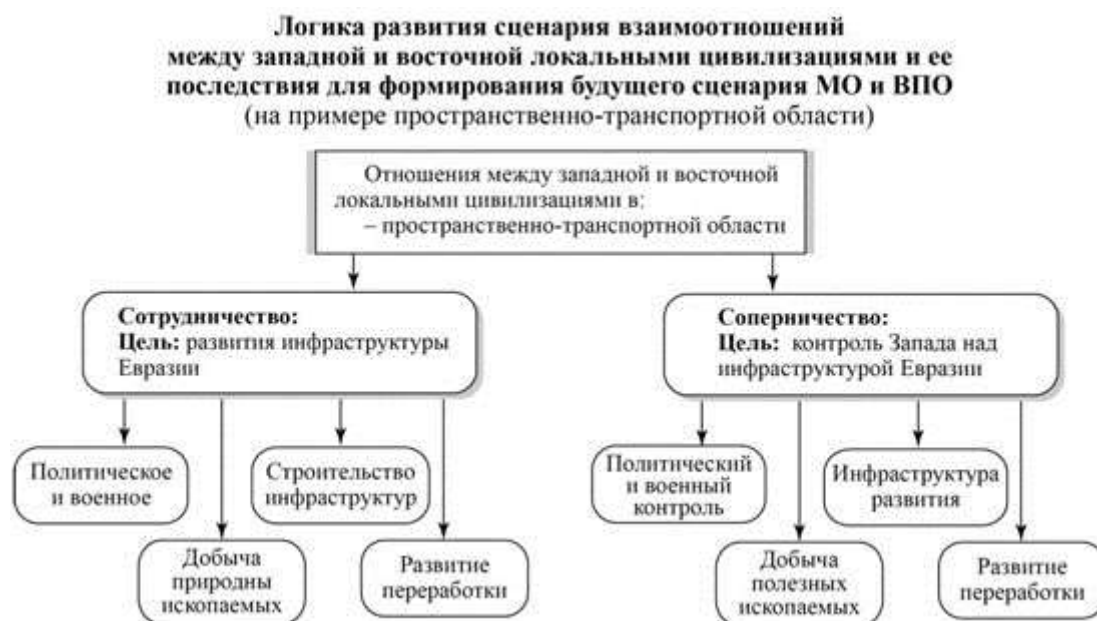 Логика развития сценария взаимоотношений
между западной и восточной локальными цивилизациями и ее
последствия для формирования будущего сценария МО и ВПО
(на примере пространственно-транспортной области)
Отношения между западной и восточной
локальными цивилизациями в:
– пространственно-транспортной области
Сотрудничество:
Цель: развития инфраструктуры
Евразии
Соперничество:
Цель: контроль Запада над
инфраструктурой Евразии
Политическое
и военное
Строительство
инфраструктур
Политический
и военный
контроль
Инфраструктура
развития
Добыча
природны
ископаемых
Развитие
переработки
Добыча
полезных
ископаемых
Развитие
переработки